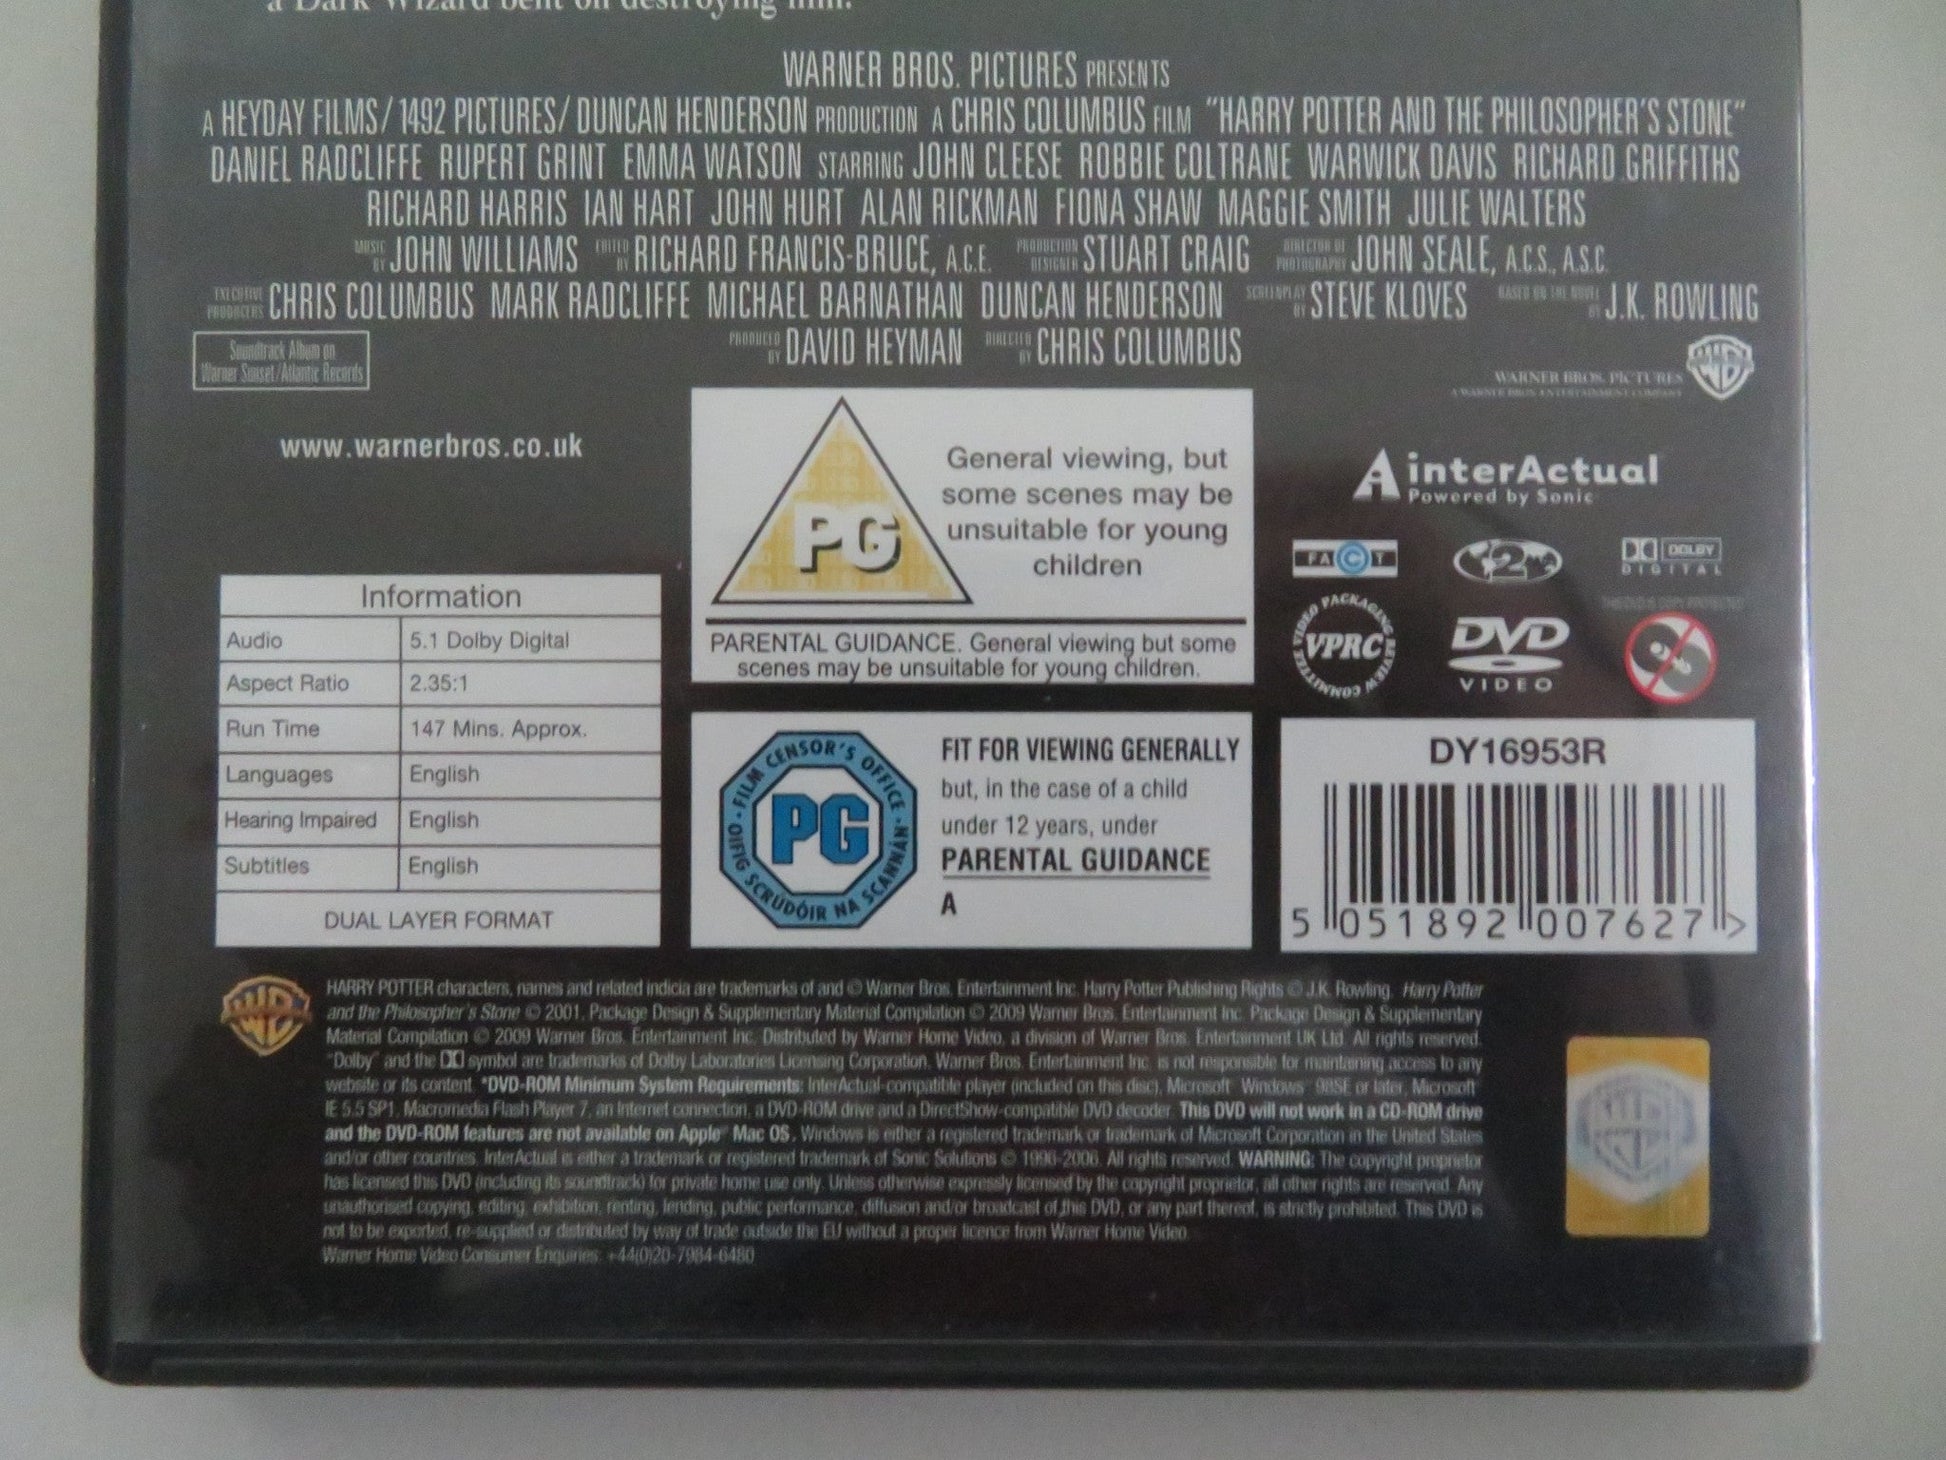 a Dark Wizard bent on destroying him.
WARNER BROS. PICTURES PRESENTS
A HEYDAY FILMS/ 1492 PICTURES/ DUNCAN HENDERSON PRODUCTION A CHRIS COLUMBUS FILM "HARRY POTTER AND THE PHILOSOPHER'S STONE"
DANIEL RADCLIFFE RUPERT GRINT EMMA WATSON STARRING JOHN CLEESE ROBBIE COLTRANE WARWICK DAVIS RICHARD GRIFFITHS
RICHARD HARRIS IAN HART JOHN HURT ALAN RICKMAN FIONA SHAW MAGGIE SMITH JULIE WALTERS
MUSIC BY JOHN WILLIAMS EDITED BY RICHARD FRANCIS-BRUCE, A.C.E. PRODUCTION DESIGNER STUART CRAIG DIRECTOR OF PHOTOGRAPHY JOHN SEALE, A.C.S., A.S.C.
EXECUTIVE PRODUCERS CHRIS COLUMBUS MARK RADCLIFFE MICHAEL BARNATHAN DUNCAN HENDERSON SCREENPLAY BY STEVE KLOVES BASED ON THE NOVEL BY J.K. ROWLING
PRODUCED BY DAVID HEYMAN DIRECTED BY CHRIS COLUMBUS
Soundtrack Album on
Warner Sunset/Atlantic Records
WARNER BROS. PICTURES
A WARNER BROS. ENTERTAINMENT COMPANY
www.warnerbros.co.uk
PG
General viewing, but
some scenes may be
unsuitable for young
children
PARENTAL GUIDANCE. General viewing but some
scenes may be unsuitable for young children.
interActual
Powered by Sonic
FACT
2
DOLBY
DIGITAL
VIDEO PACKAGING REVIEW COMMITTEE
VPRC
DVD
VIDEO
Information
Audio 5.1 Dolby Digital
Aspect Ratio 2.35:1
Run Time 147 Mins. Approx.
Languages English
Hearing Impaired English
Subtitles English
DUAL LAYER FORMAT
FILM CENSOR'S OFFICE
PG
OIFIG SCRÚDÓIR NA SCANNÁN
FIT FOR VIEWING GENERALLY
but, in the case of a child
under 12 years, under
PARENTAL GUIDANCE
A
DY16953R
5 051892 007627 >
HARRY POTTER characters, names and related indicia are trademarks of and © Warner Bros. Entertainment Inc. Harry Potter Publishing Rights © J.K. Rowling. Harry Potter
and the Philosopher's Stone © 2001. Package Design & Supplementary Material Compilation © 2009 Warner Bros. Entertainment Inc. Package Design & Supplementary
Material Compilation © 2009 Warner Bros. Entertainment Inc. Distributed by Warner Home Video, a division of Warner Bros. Entertainment UK Ltd. All rights reserved.
"Dolby" and the DD symbol are trademarks of Dolby Laboratories Licensing Corporation. Warner Bros. Entertainment Inc. is not responsible for maintaining access to any
website or its content. *DVD-ROM Minimum System Requirements: InterActual-compatible player (included on this disc), Microsoft Windows 98SE or later, Microsoft
IE 5.5 SP1, Macromedia Flash Player 7, an Internet connection, a DVD-ROM drive and a DirectShow-compatible DVD decoder. This DVD will not work in a CD-ROM drive
and the DVD-ROM features are not available on Apple Mac OS. Windows is either a registered trademark or trademark of Microsoft Corporation in the United States
and/or other countries. InterActual is either a trademark or registered trademark of Sonic Solutions © 1996-2006. All rights reserved. WARNING: The copyright proprietor
has licensed this DVD (including its soundtrack) for private home use only. Unless otherwise expressly licensed by the copyright proprietor, all other rights are reserved. Any
unauthorised copying, editing, exhibition, renting, lending, public performance, diffusion and/or broadcast of this DVD, or any part thereof, is strictly prohibited. This DVD is
not to be exported, re-supplied or distributed by way of trade outside the EU without a proper licence from Warner Home Video.
Warner Home Video Consumer Enquiries: +44(0)20-7984-6480